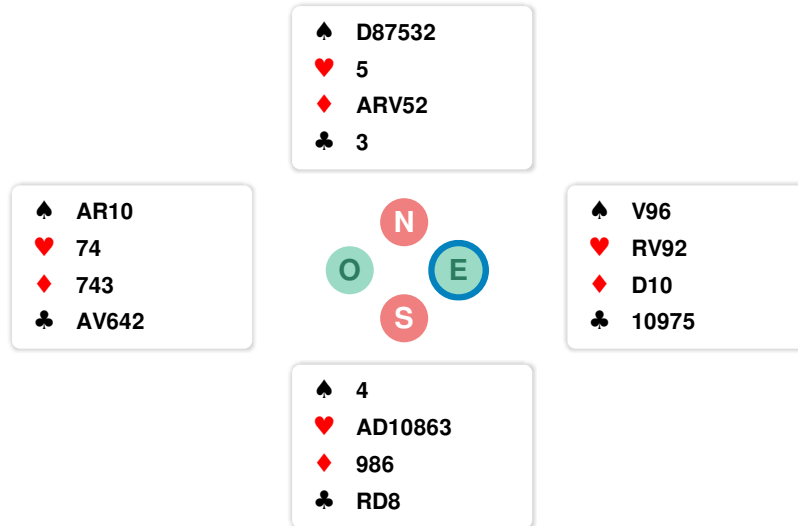 ♠ D87532
♥ 5
♦ ARV52
♣ 3
♠ AR10
♥ 74
♦ 743
♣ AV642
N
O E
S
♠ V96
♥ RV92
♦ D10
♣ 10975
♠ 4
♥ AD10863
♦ 986
♣ RD8